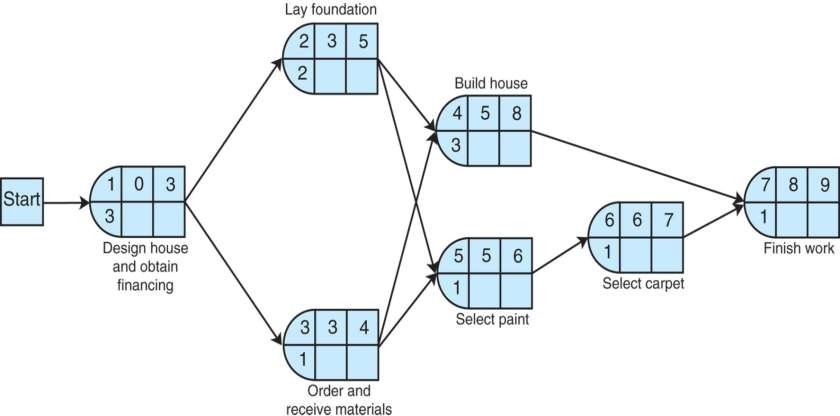 Lay foundation
2 3 5
2
Build house
4 5 8
3
Start
1 0 3
3
Design house
and obtain
financing
7 8 9
1
Finish work
6 6 7
1
Select carpet
5 5 6
1
Select paint
3 3 4
1
Order and
receive materials